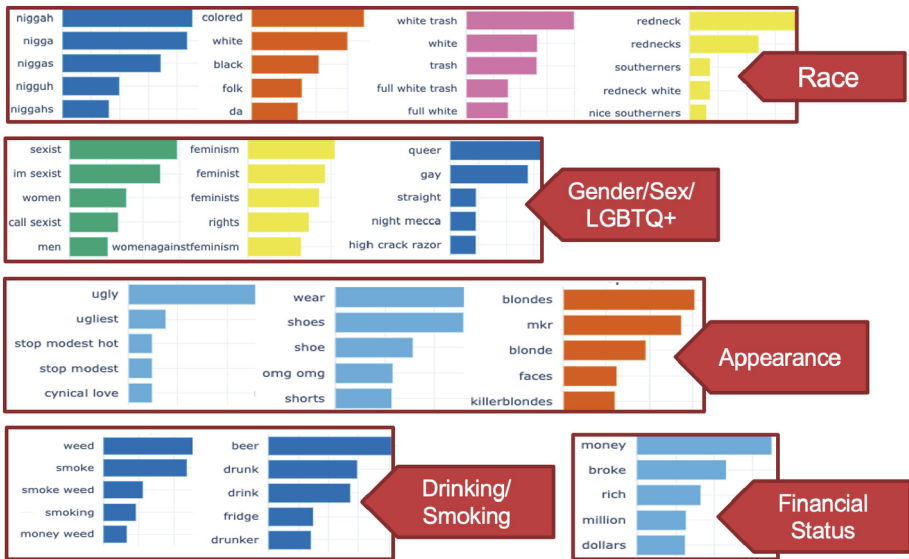 niggah
nigga
niggas
nigguh
niggahs
colored
white
black
folk
da
white trash
white
trash
full white trash
full white
redneck
rednecks
southerners
redneck white
nice southerners
Race
sexist
im sexist
women
call sexist
men
feminism
feminist
feminists
rights
womenagainstfeminism
queer
gay
straight
night mecca
high crack razor
Gender/Sex/
LGBTQ+
ugly
ugliest
stop modest hot
stop modest
cynical love
wear
shoes
shoe
omg omg
shorts
blondes
mkr
blonde
faces
killerblondes
Appearance
weed
smoke
smoke weed
smoking
money weed
beer
drunk
drink
fridge
drunker
Drinking/
Smoking
money
broke
rich
million
dollars
Financial
Status